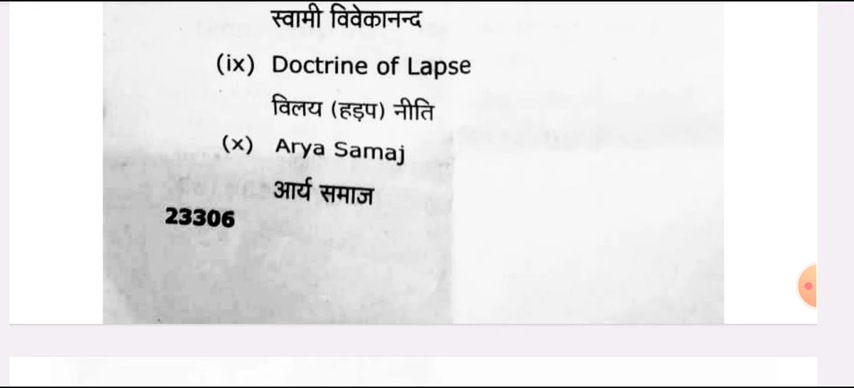 स्वामी विवेकानन्द
(ix) Doctrine of Lapse
विलय (हड़प) नीति
(x) Arya Samaj
आर्य समाज
23306